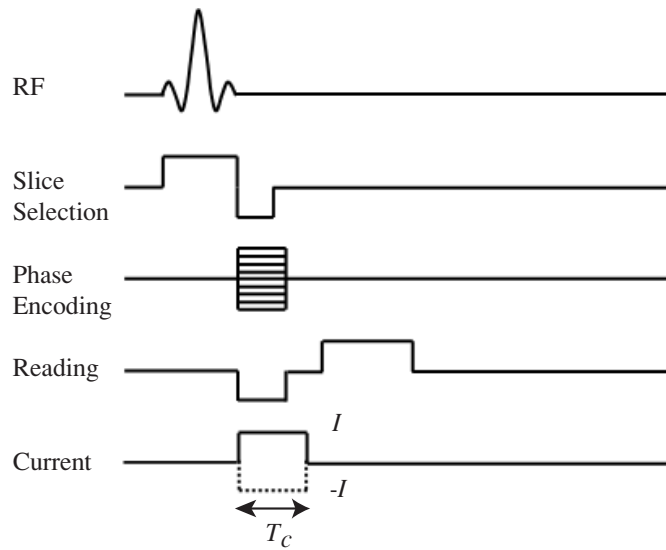 RF
Slice
Selection
Phase
Encoding
Reading
I
Current
-I
T_C